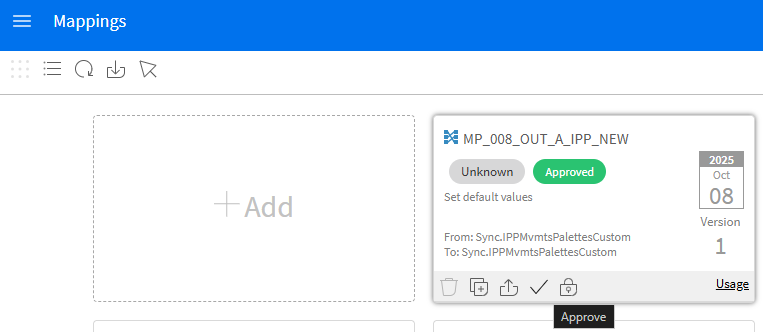 Mappings
Add
MP_008_OUT_A_IPP_NEW
Unknown
Approved
Set default values
From: Sync.IPPMvmtsPalettesCustom
To: Sync.IPPMvmtsPalettesCustom
2025
Oct
08
Version
1
Usage
Approve